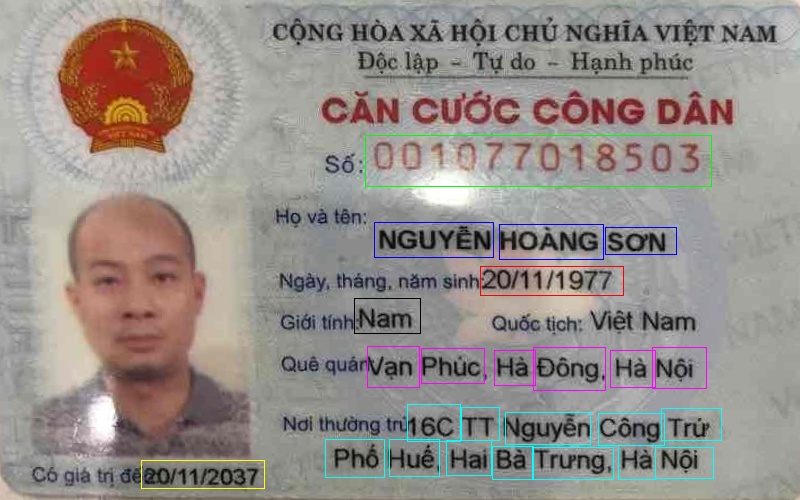 CỘNG HÒA XÃ HỘI CHỦ NGHĨA VIỆT NAM
Độc lập - Tự do - Hạnh phúc
CĂN CƯỚC CÔNG DÂN
Số: 001077018503
Họ và tên:
NGUYỄN HOÀNG SƠN
Ngày, tháng, năm sinh: 20/11/1977
Giới tính: Nam Quốc tịch: Việt Nam
Quê quán: Vạn Phúc, Hà Đông, Hà Nội
Nơi thường trú: 16C TT Nguyễn Công Trứ
Phố Huế, Hai Bà Trưng, Hà Nội
Có giá trị đến: 20/11/2037
VIỆT NAM